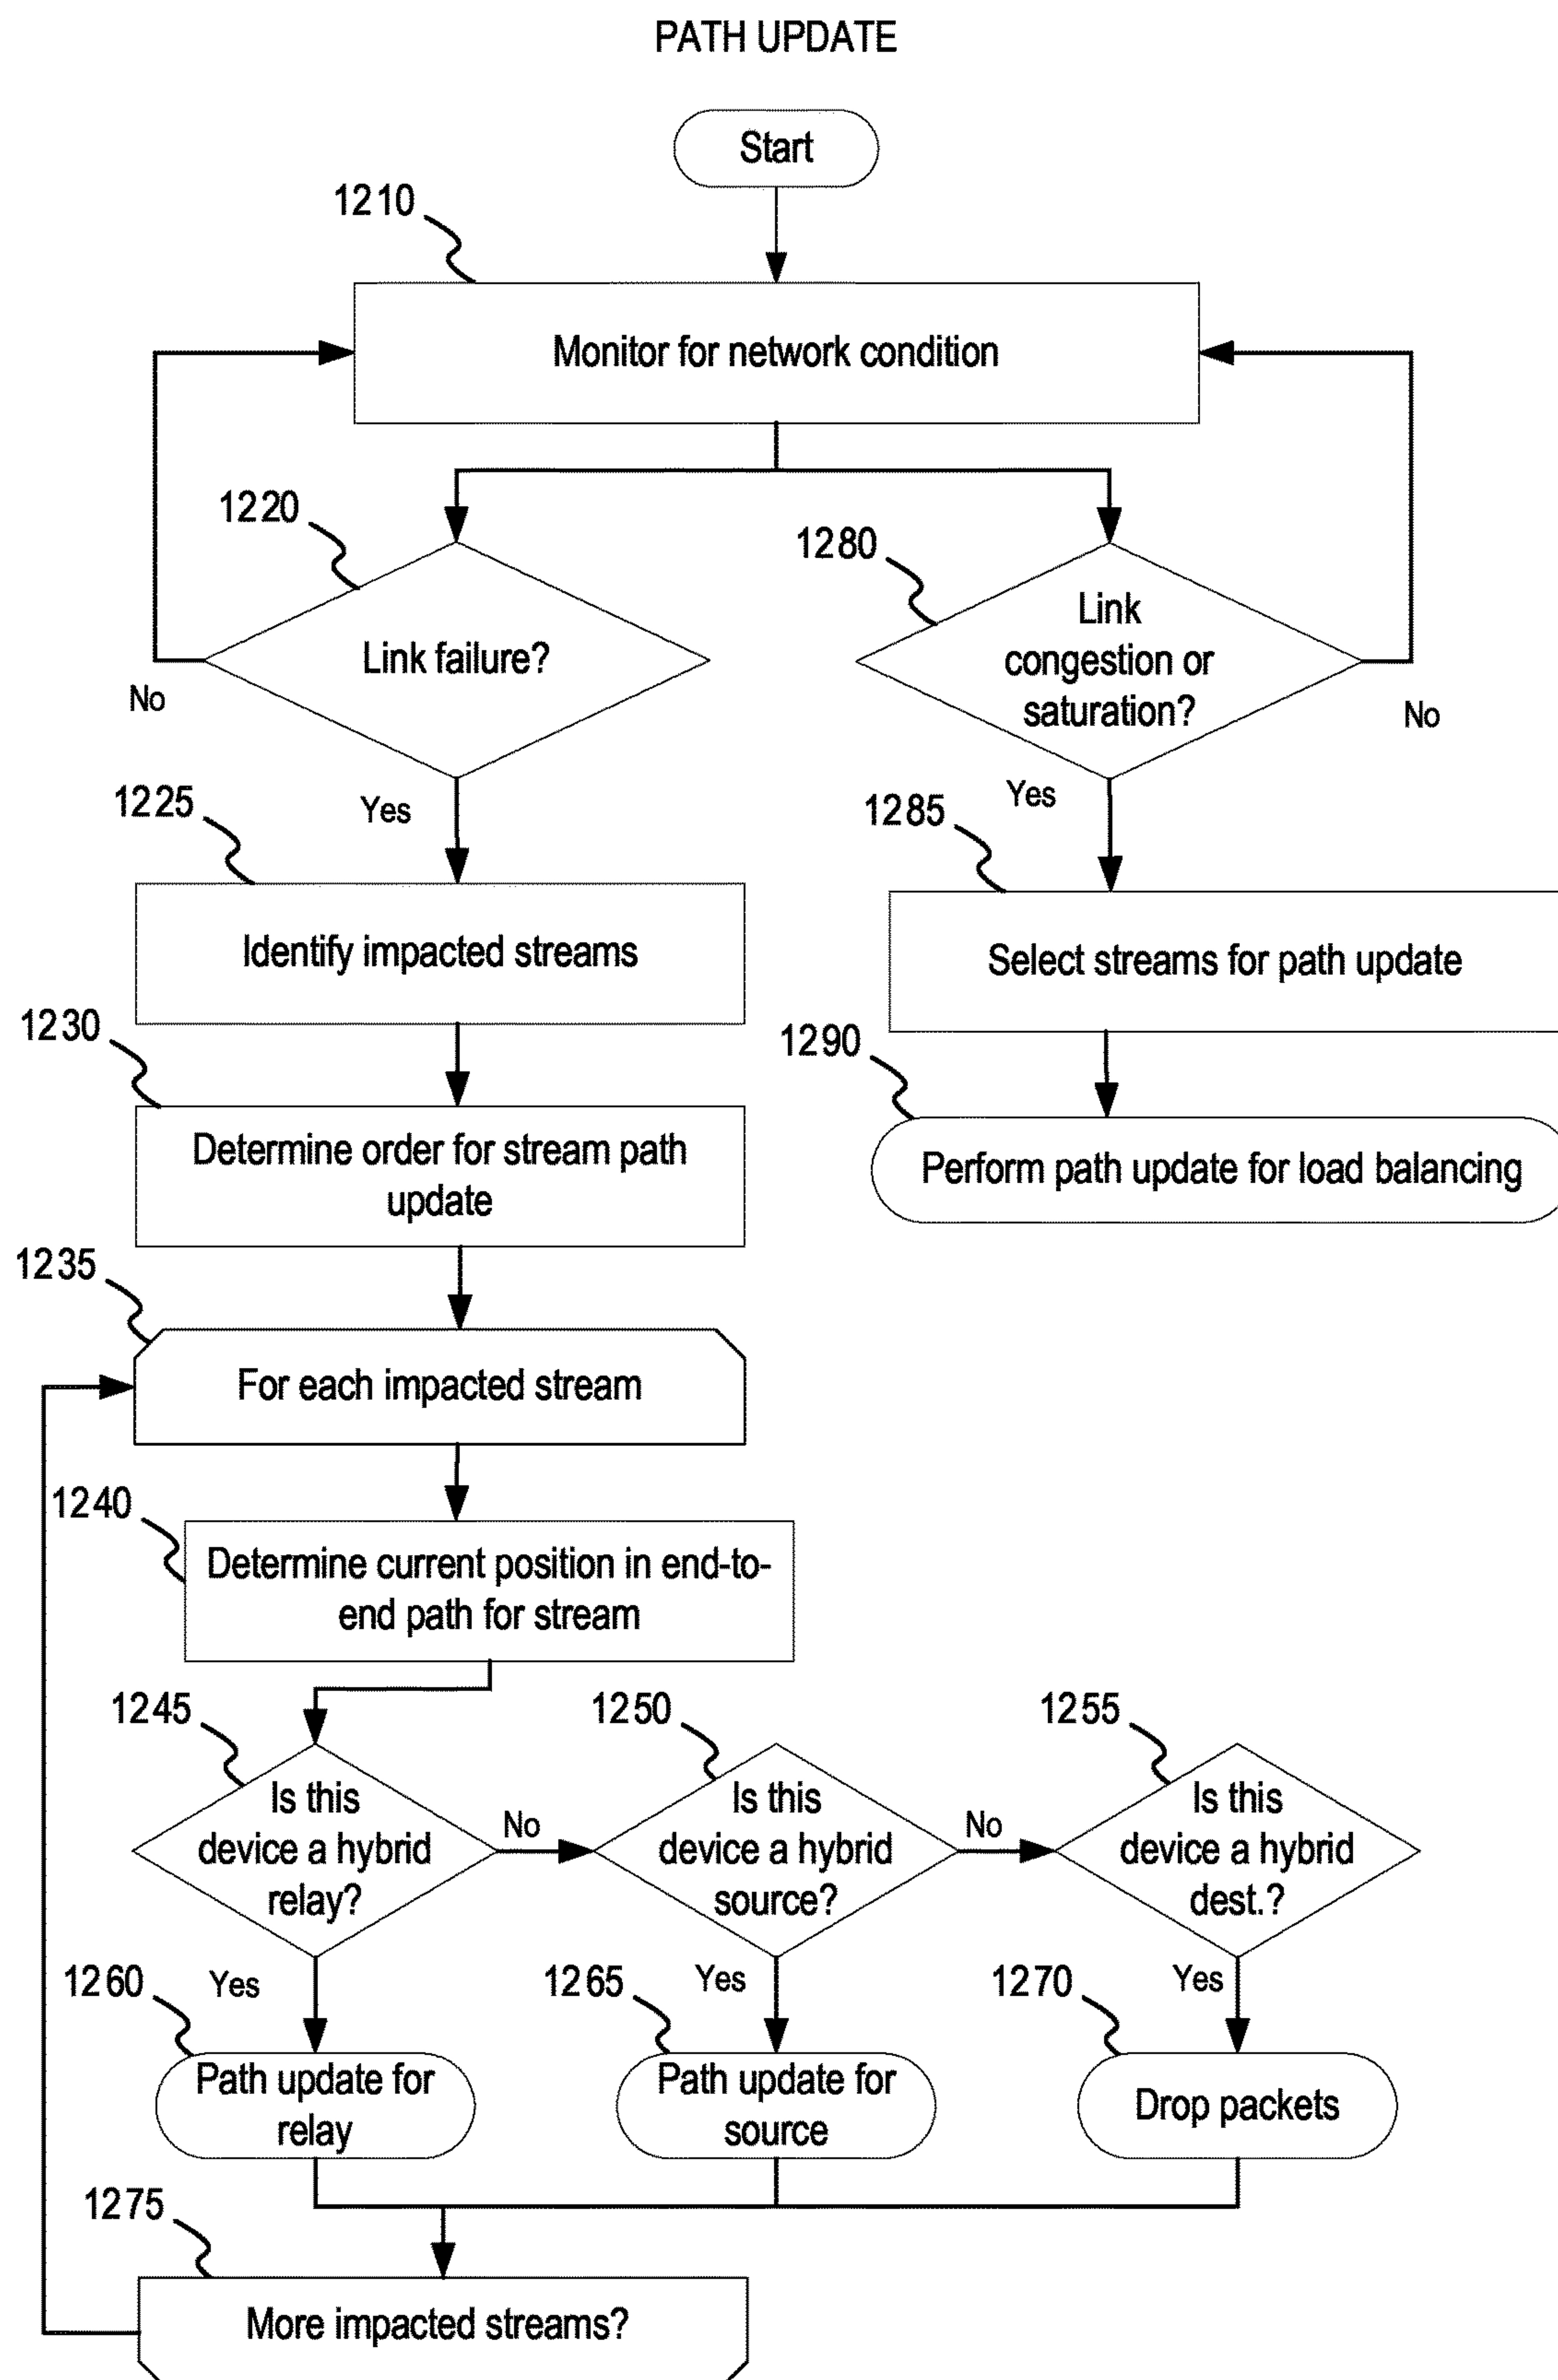 PATH UPDATE
Start
1210
Monitor for network condition
1220
Link failure?
No
Yes
1280
Link
congestion or
saturation?
No
Yes
1225
Identify impacted streams
1285
Select streams for path update
1230
Determine order for stream path
update
1290
Perform path update for load balancing
1235
For each impacted stream
1240
Determine current position in end-to-
end path for stream
1245
Is this
device a hybrid
relay?
No
1250
Is this
device a hybrid
source?
No
1255
Is this
device a hybrid
dest.?
1260
Yes
Path update for
relay
1265
Yes
Path update for
source
1270
Yes
Drop packets
1275
More impacted streams?